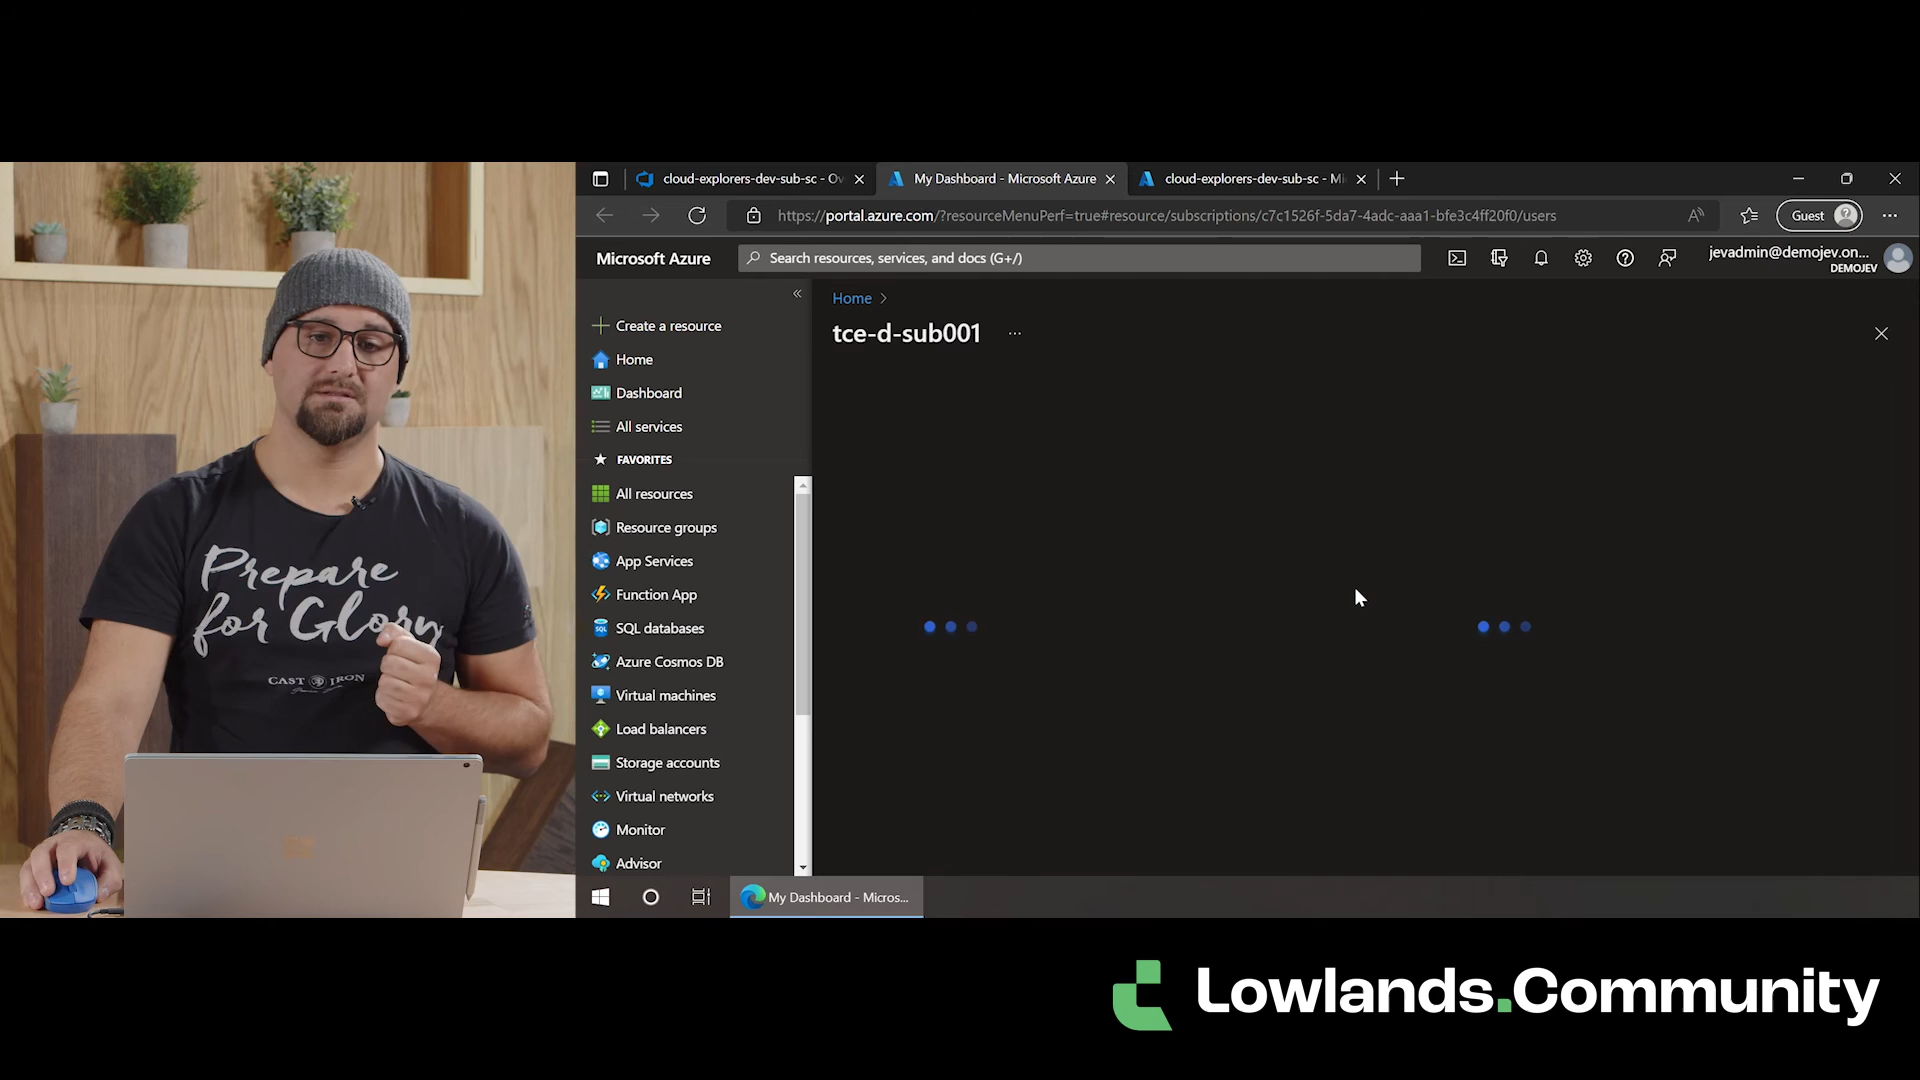 Prepare
for Glory
CAST IRON
cloud-explorers-dev-sub-sc - Ov
My Dashboard - Microsoft Azure
cloud-explorers-dev-sub-sc - Mi
https://portal.azure.com/?resourceMenuPerf=true#resource/subscriptions/c7c1526f-5da7-4adc-aaa1-bfe3c4ff20f0/users
Guest
Microsoft Azure
Search resources, services, and docs (G+/)
jevadmin@demojev.on...
DEMOJEV
Create a resource
Home
Dashboard
All services
FAVORITES
All resources
Resource groups
App Services
Function App
SQL databases
Azure Cosmos DB
Virtual machines
Load balancers
Storage accounts
Virtual networks
Monitor
Advisor
Home >
tce-d-sub001
...
My Dashboard - Micros...
Lowlands.Community